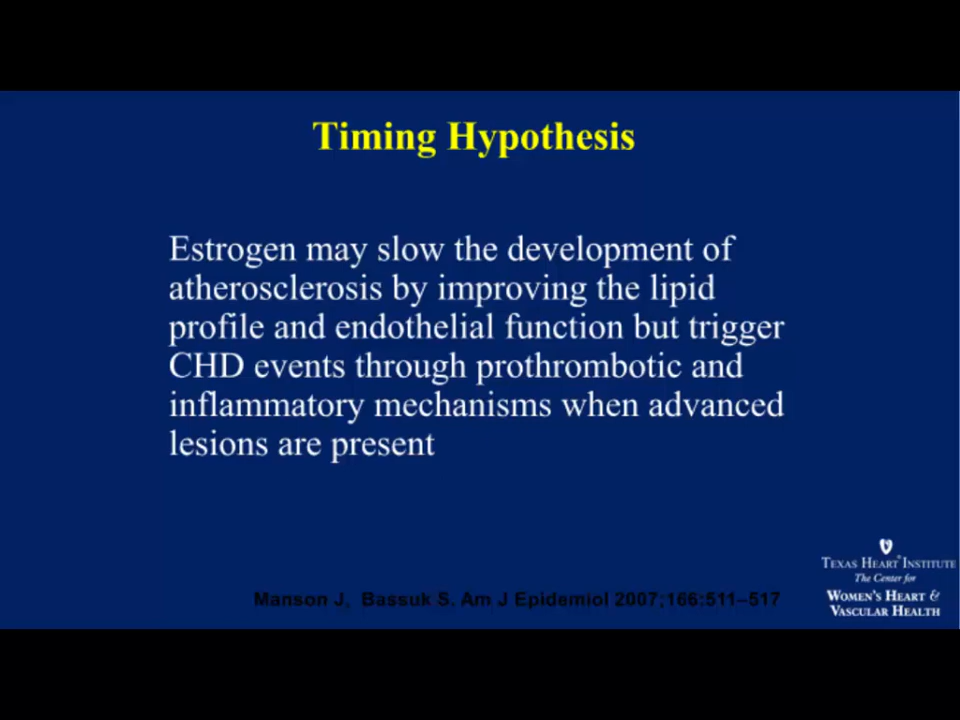 Timing Hypothesis
Estrogen may slow the development of
atherosclerosis by improving the lipid
profile and endothelial function but trigger
CHD events through prothrombotic and
inflammatory mechanisms when advanced
lesions are present
Manson J, Bassuk S. Am J Epidemiol 2007;166:511–517
TEXAS HEART® INSTITUTE
The Center for
WOMEN'S HEART &
VASCULAR HEALTH